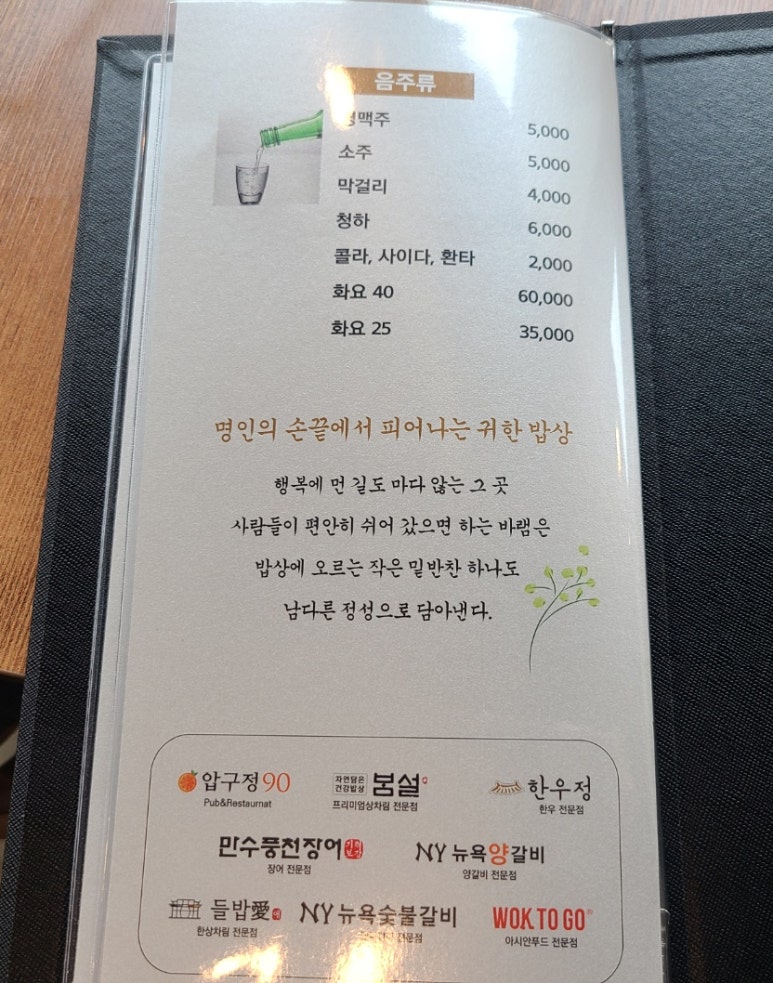 음주류
맥주 5,000
소주 5,000
막걸리 4,000
청하 6,000
콜라, 사이다, 환타 2,000
화요 40 60,000
화요 25 35,000
명인의 손끝에서 피어나는 귀한 밥상
행복에 먼 길도 마다 않는 그 곳
사람들이 편안히 쉬어 갔으면 하는 바램은
밥상에 오르는 작은 밑반찬 하나도
남다른 정성으로 담아낸다.
압구정90 자연담은 건강밥상 봄설 한우정
Pub&Restaurnat 프리미엄상차림 전문점 한우 전문점
만수풍천장어 NY 뉴욕양갈비
장어 전문점 양갈비 전문점
들밥愛 NY 뉴욕숯불갈비 WOK TO GO
한상차림 전문점 전문점 아시안푸드 전문점